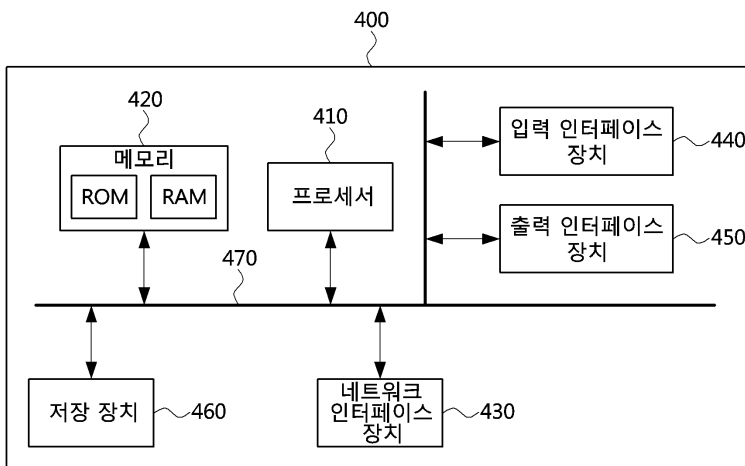 400
420
메모리
ROM
RAM
410
프로세서
입력 인터페이스
장치
440
출력 인터페이스
장치
450
470
저장 장치
460
네트워크
인터페이스
장치
430